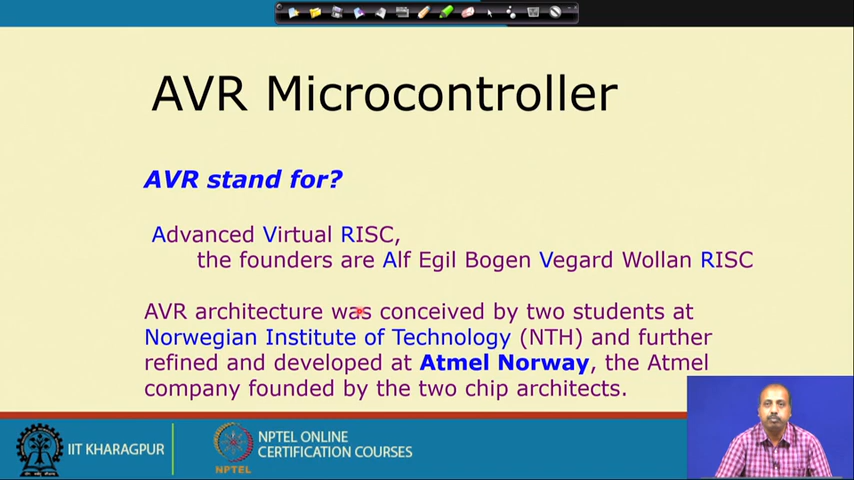 AVR Microcontroller
AVR stand for?
Advanced Virtual RISC,
the founders are Alf Egil Bogen Vegard Wollan RISC
AVR architecture was conceived by two students at
Norwegian Institute of Technology (NTH) and further
refined and developed at Atmel Norway, the Atmel
company founded by the two chip architects.
IIT KHARAGPUR
NPTEL
NPTEL ONLINE
CERTIFICATION COURSES